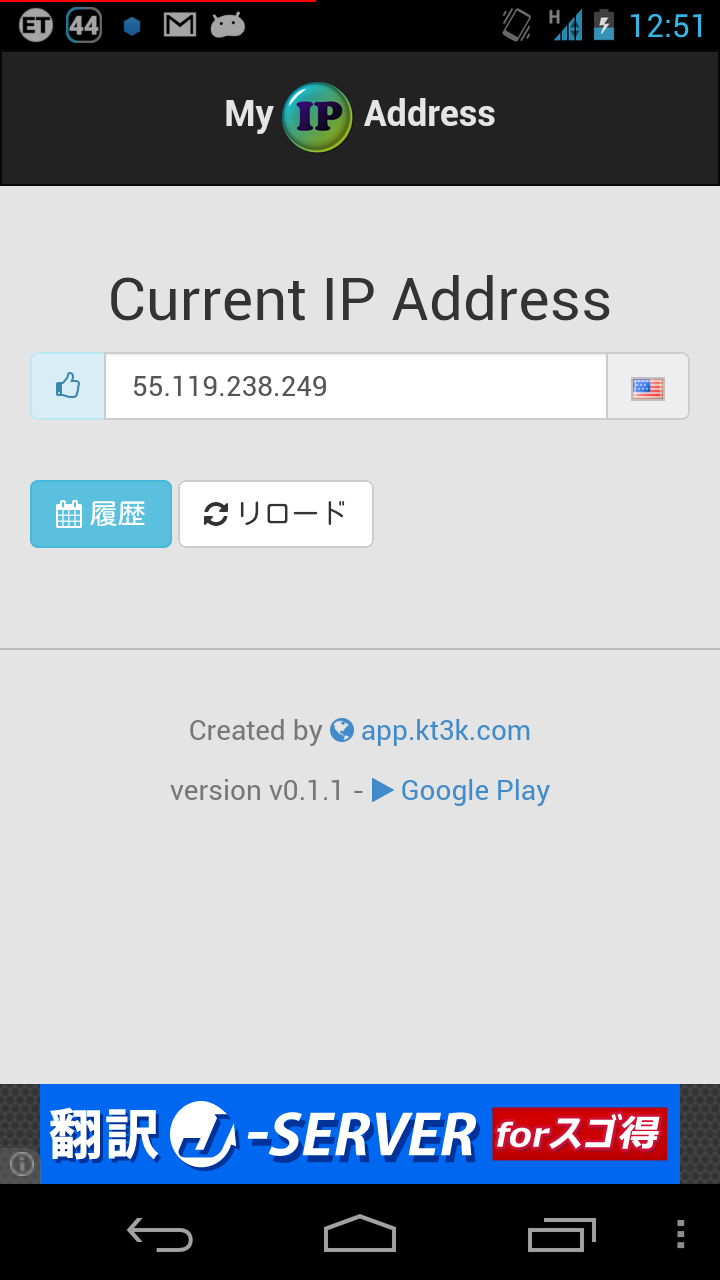 ET 44 H 12:51
My IP Address
Current IP Address
55.119.238.249
履歴 リロード
Created by app.kt3k.com
version v0.1.1 - Google Play
翻訳 J-SERVER forスゴ得